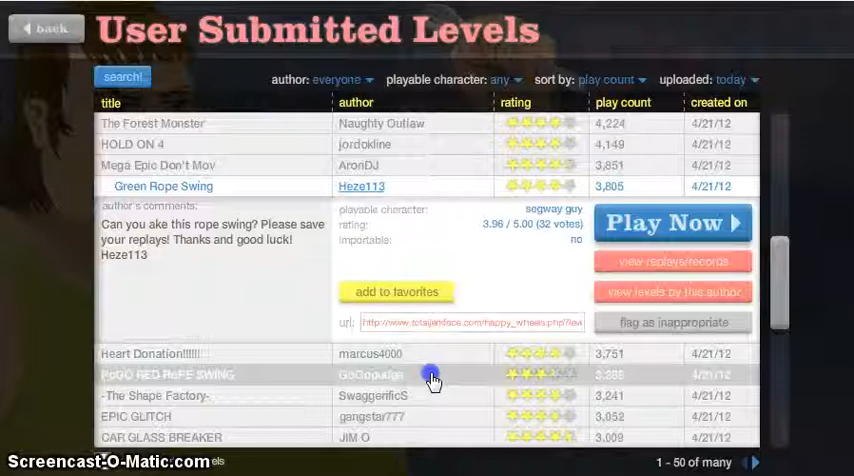 back
User Submitted Levels
search!
author: everyone playable character: any sort by: play count uploaded: today
title author rating play count created on
The Forest Monster Naughty Outlaw 4,224 4/21/12
HOLD ON 4 jordokline 4,149 4/21/12
Mega Epic Don't Mov AronDJ 3,851 4/21/12
Green Rope Swing Heze113 3,805 4/21/12
author's comments:
Can you ake this rope swing? Please save
your replays! Thanks and good luck!
Heze113
playable character: segway guy
rating: 3.96 / 5.00 (32 votes)
importable: no
add to favorites
url: http://www.totaljerkface.com/happy_wheels.php?lev
Play Now
view replays/records
view levels by this author
flag as inappropriate
Heart Donation!!!!!!! marcus4000 3,751 4/21/12
PoGO RED RoPE SWING 4/21/12
-The Shape Factory- SwaggerificS 3,241 4/21/12
EPIC GLITCH gangstar777 3,052 4/21/12
CAR GLASS BREAKER JIM O 3,009 4/21/12
Screencast-O-Matic.com els 1 - 50 of many